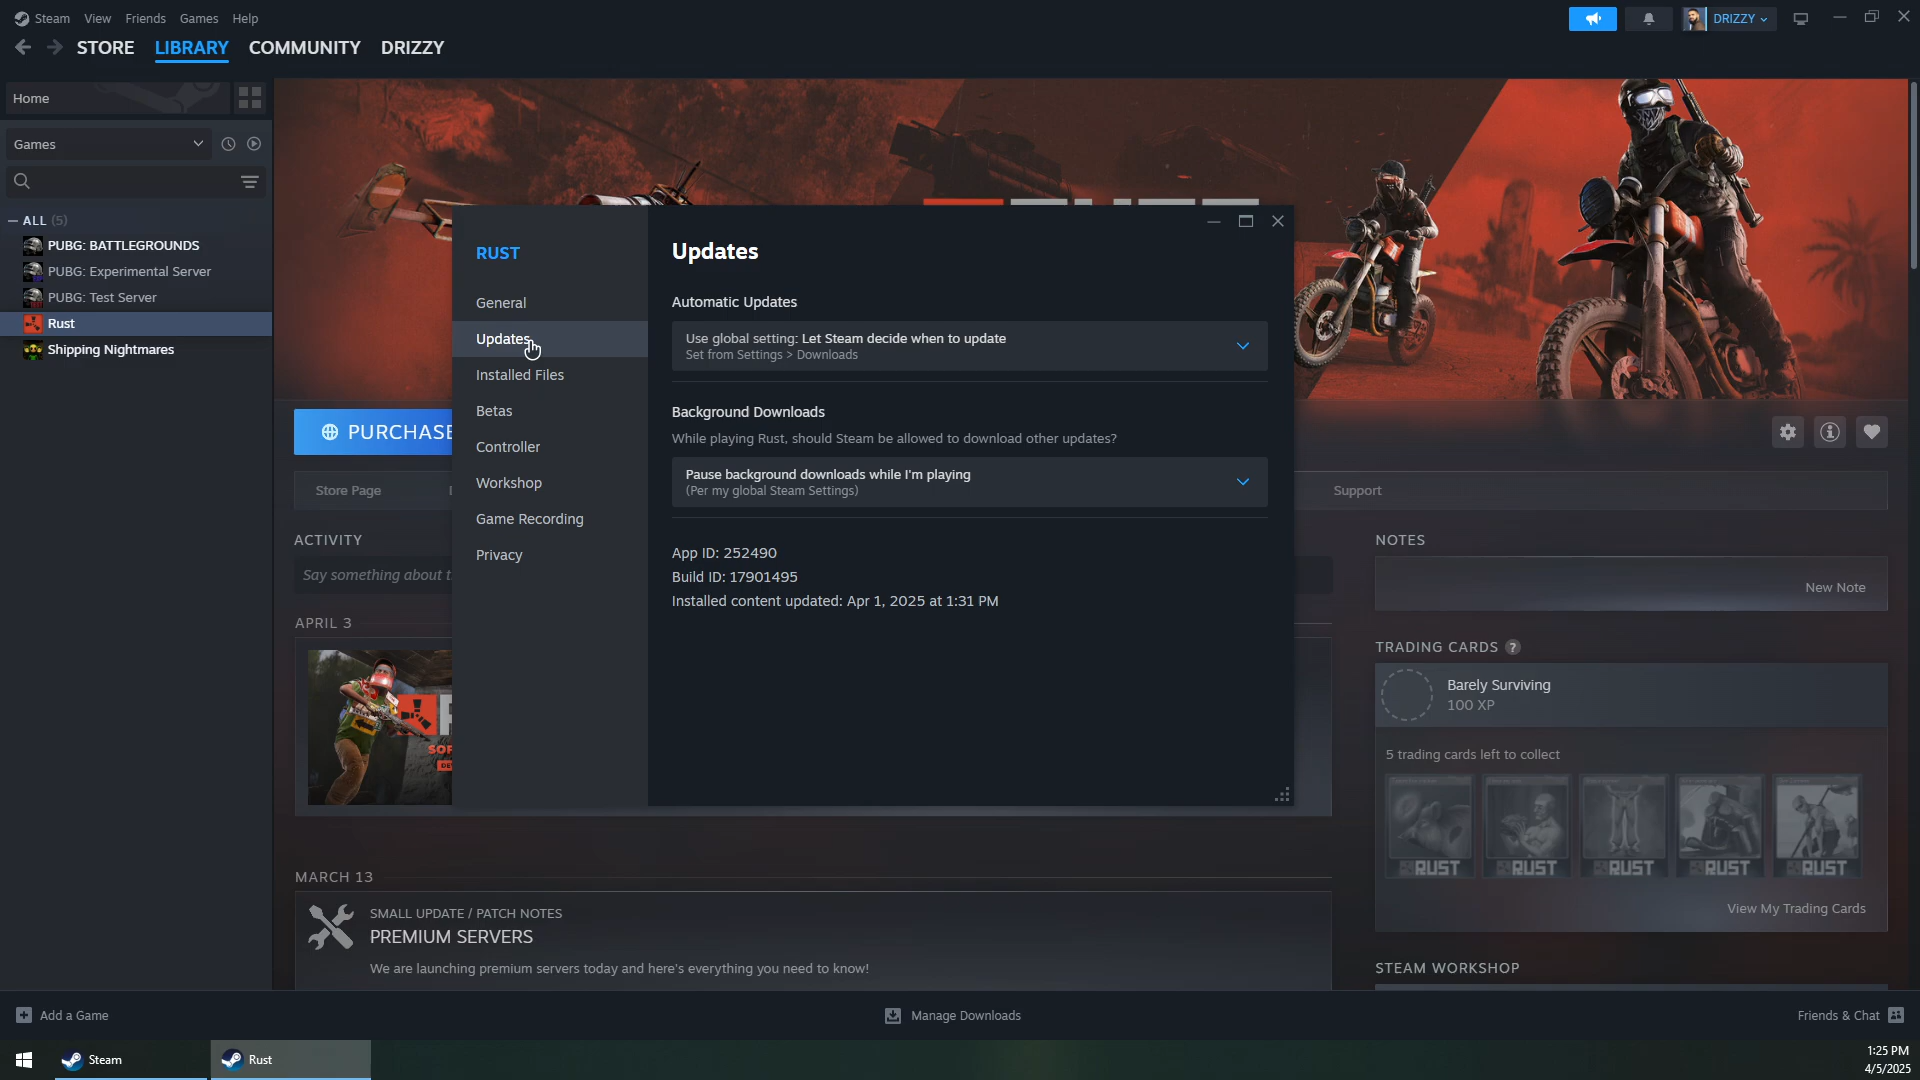 Steam View Friends Games Help
DRIZZY
STORE LIBRARY COMMUNITY DRIZZY
Home
Games
ALL (5)
PUBG: BATTLEGROUNDS
PUBG: Experimental Server
PUBG: Test Server
Rust
Shipping Nightmares
RUST
General
Updates
Installed Files
Betas
Controller
Workshop
Game Recording
Privacy
Updates
Automatic Updates
Use global setting: Let Steam decide when to update
Set from Settings > Downloads
Background Downloads
While playing Rust, should Steam be allowed to download other updates?
Pause background downloads while I'm playing
(Per my global Steam Settings)
App ID: 252490
Build ID: 17901495
Installed content updated: Apr 1, 2025 at 1:31 PM
PURCHASE
Store Page
Support
ACTIVITY
Say something about t
APRIL 3
MARCH 13
SMALL UPDATE / PATCH NOTES
PREMIUM SERVERS
We are launching premium servers today and here's everything you need to know!
NOTES
New Note
TRADING CARDS ?
Barely Surviving
100 XP
5 trading cards left to collect
RUST RUST RUST RUST RUST
View My Trading Cards
STEAM WORKSHOP
Add a Game
Manage Downloads
Friends & Chat
Steam
Rust
1:25 PM
4/5/2025